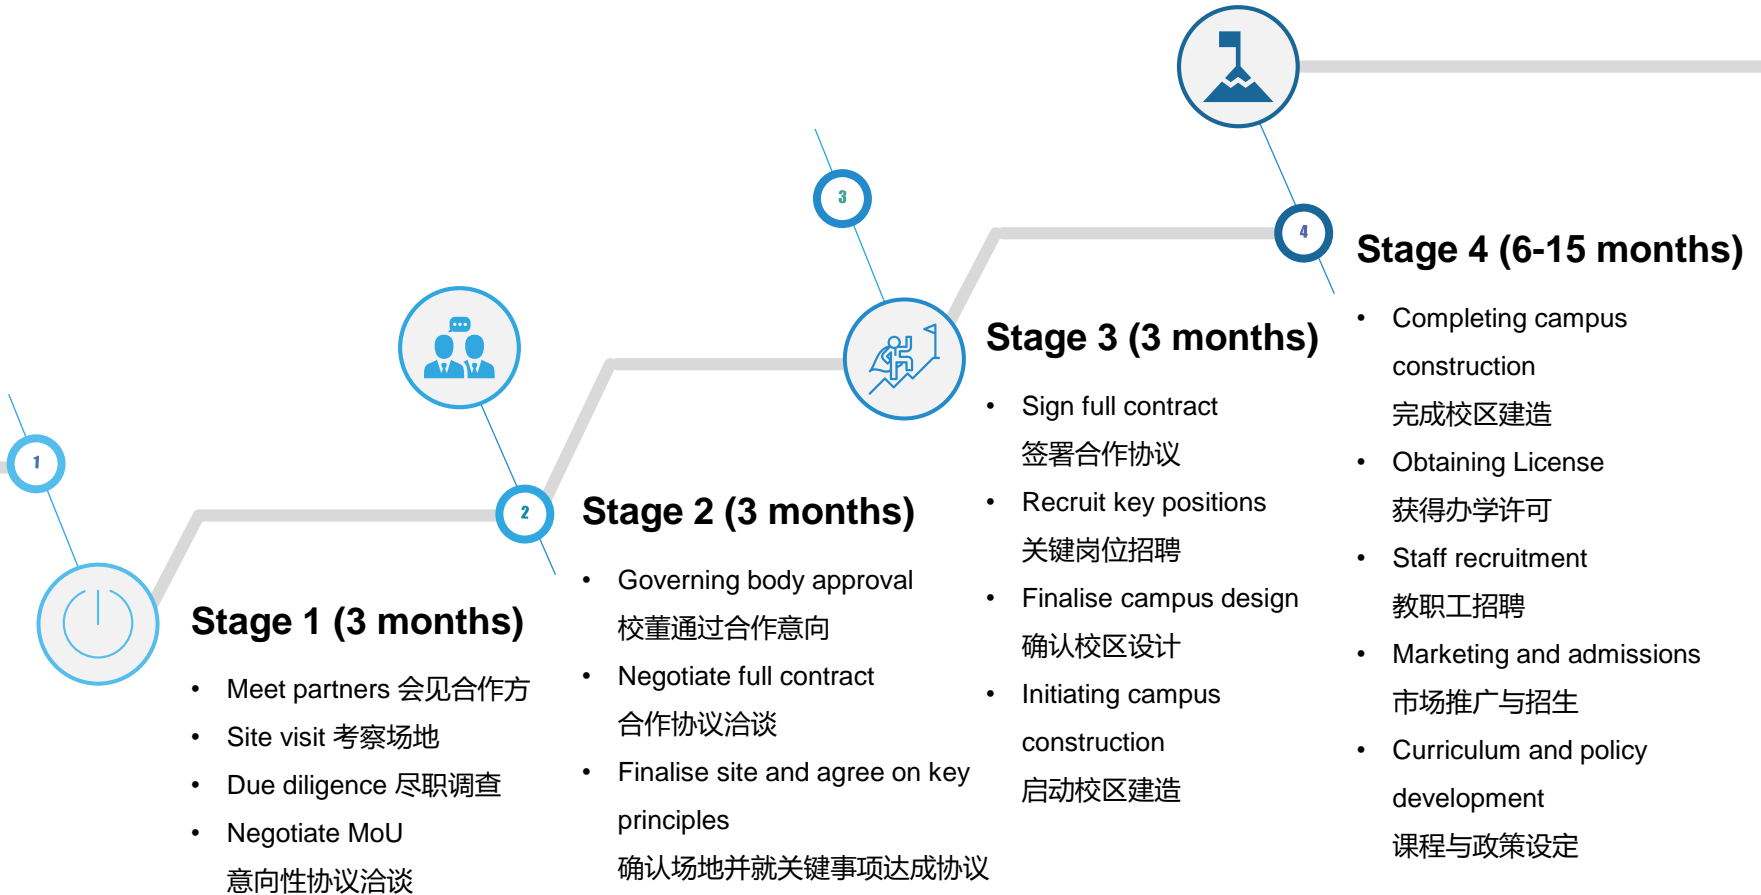 1
Stage 1 (3 months)
• Meet partners 会见合作方
• Site visit 考察场地
• Due diligence 尽职调查
• Negotiate MoU
意向性协议洽谈
2
Stage 2 (3 months)
• Governing body approval
校董通过合作意向
• Negotiate full contract
合作协议洽谈
• Finalise site and agree on key
principles
确认场地并就关键事项达成协议
3
Stage 3 (3 months)
• Sign full contract
签署合作协议
• Recruit key positions
关键岗位招聘
• Finalise campus design
确认校区设计
• Initiating campus
construction
启动校区建造
4
Stage 4 (6-15 months)
• Completing campus
construction
完成校区建造
• Obtaining License
获得办学许可
• Staff recruitment
教职工招聘
• Marketing and admissions
市场推广与招生
• Curriculum and policy
development
课程与政策设定